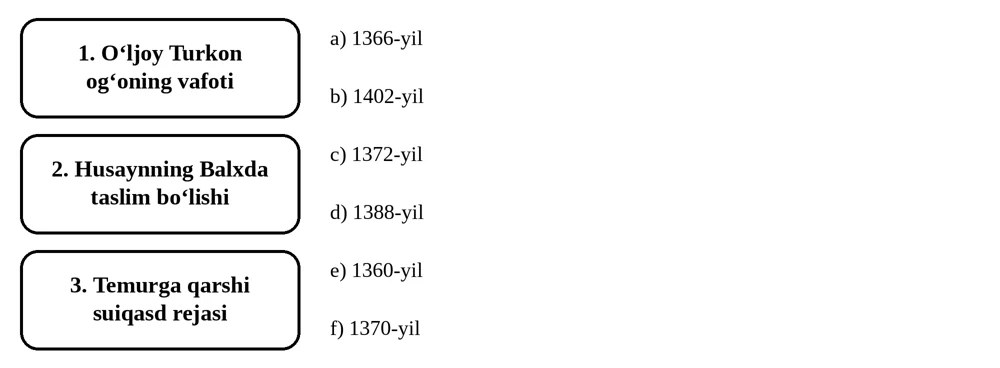 1. O‘ljoy Turkon
og‘oning vafoti
2. Husaynning Balxda
taslim bo‘lishi
3. Temurga qarshi
suiqasd rejasi
a) 1366-yil
b) 1402-yil
c) 1372-yil
d) 1388-yil
e) 1360-yil
f) 1370-yil